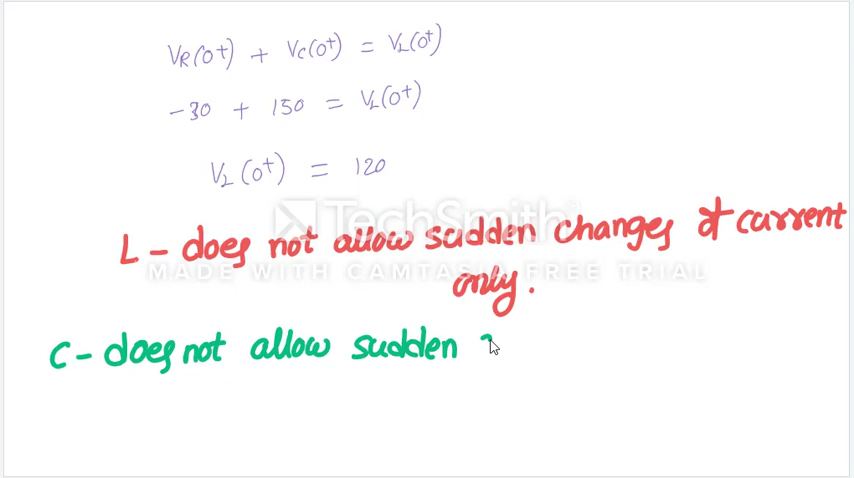 VR(0+) + VC(0+) = VL(0+)
-30 + 150 = VL(0+)
VL(0+) = 120
TechSmith
L - does not allow sudden changes of current
MADE WITH CAMTASIA FREE TRIAL
only.
C - does not allow sudden